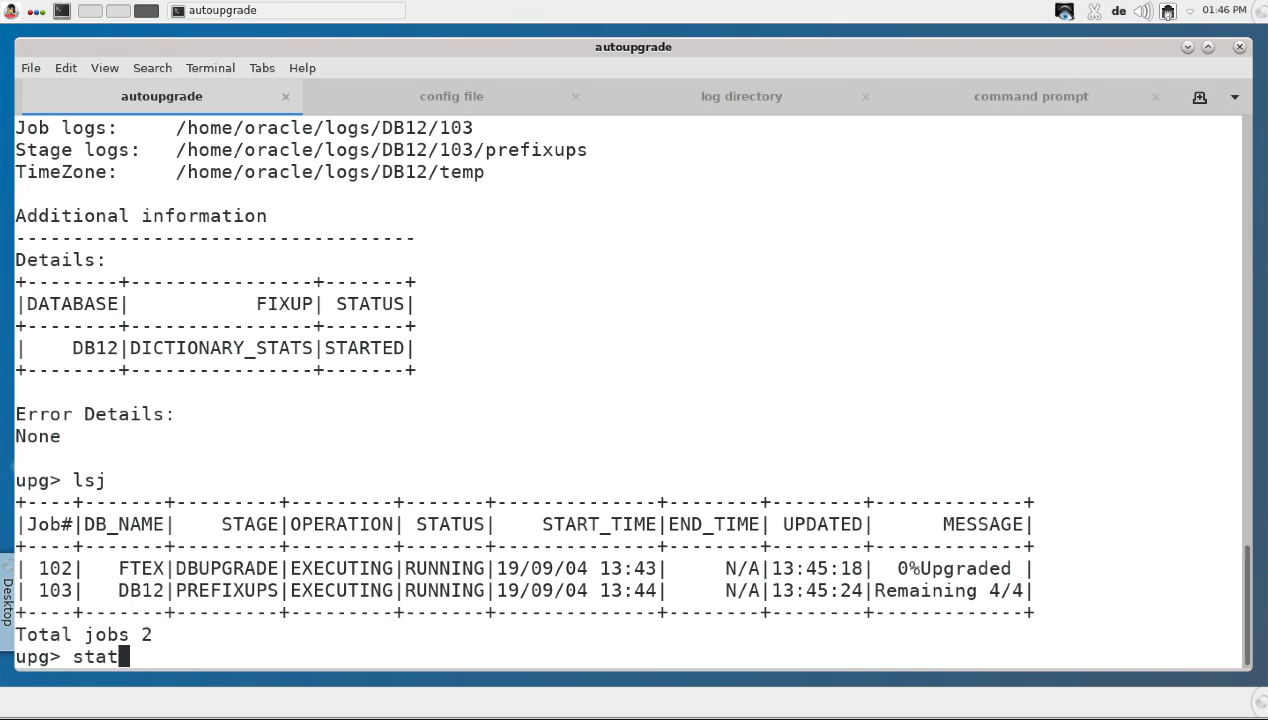 autoupgrade
de
01:46 PM
autoupgrade
File Edit View Search Terminal Tabs Help
autoupgrade config file log directory command prompt
Job logs:     /home/oracle/logs/DB12/103
Stage logs:   /home/oracle/logs/DB12/103/prefixups
TimeZone:     /home/oracle/logs/DB12/temp
Additional information
-----------------------------------
Details:
+--------+----------------+-------+
|DATABASE|           FIXUP| STATUS|
+--------+----------------+-------+
|    DB12|DICTIONARY_STATS|STARTED|
+--------+----------------+-------+
Error Details:
None
upg> lsj
+----+-------+---------+---------+-------+--------------+--------+--------+-------------+
|Job#|DB_NAME|    STAGE|OPERATION| STATUS|    START_TIME|END_TIME| UPDATED|      MESSAGE|
+----+-------+---------+---------+-------+--------------+--------+--------+-------------+
| 102|   FTEX|DBUPGRADE|EXECUTING|RUNNING|19/09/04 13:43|     N/A|13:45:18|  0%Upgraded |
| 103|   DB12|PREFIXUPS|EXECUTING|RUNNING|19/09/04 13:44|     N/A|13:45:24|Remaining 4/4|
+----+-------+---------+---------+-------+--------------+--------+--------+-------------+
Total jobs 2
upg> stat
Desktop